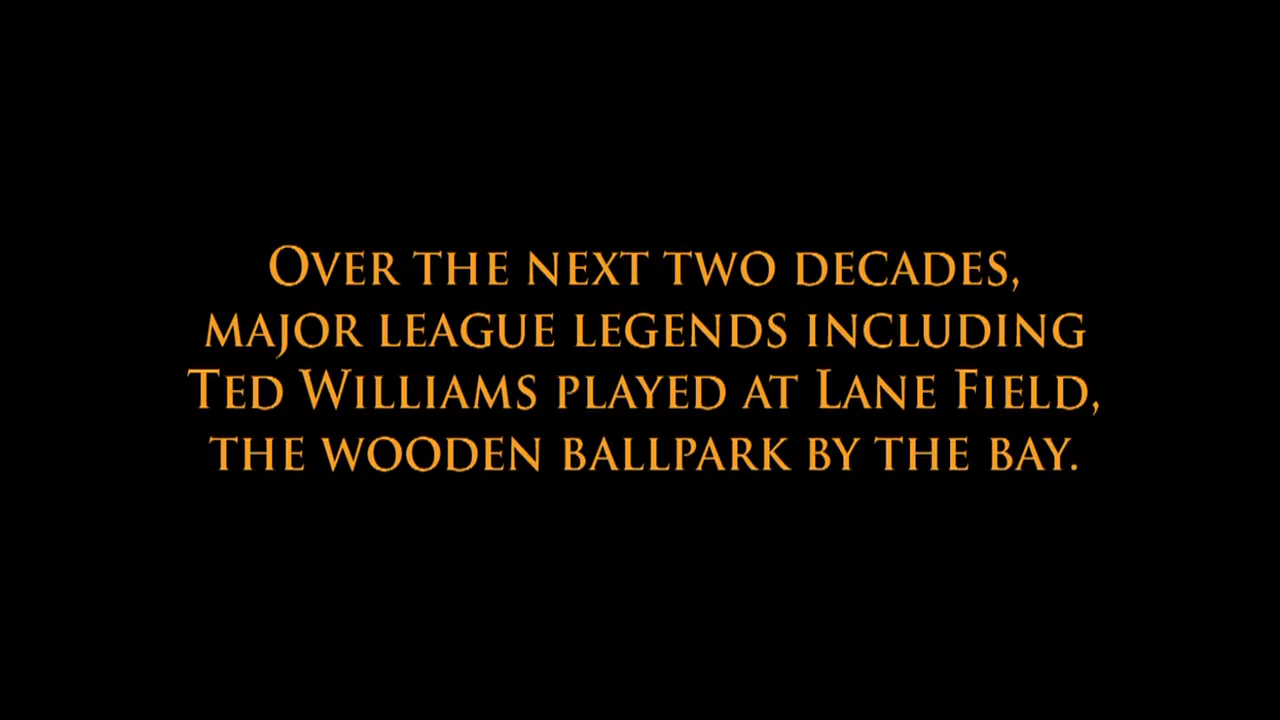 Over the next two decades,
major league legends including
Ted Williams played at Lane Field,
the wooden ballpark by the bay.